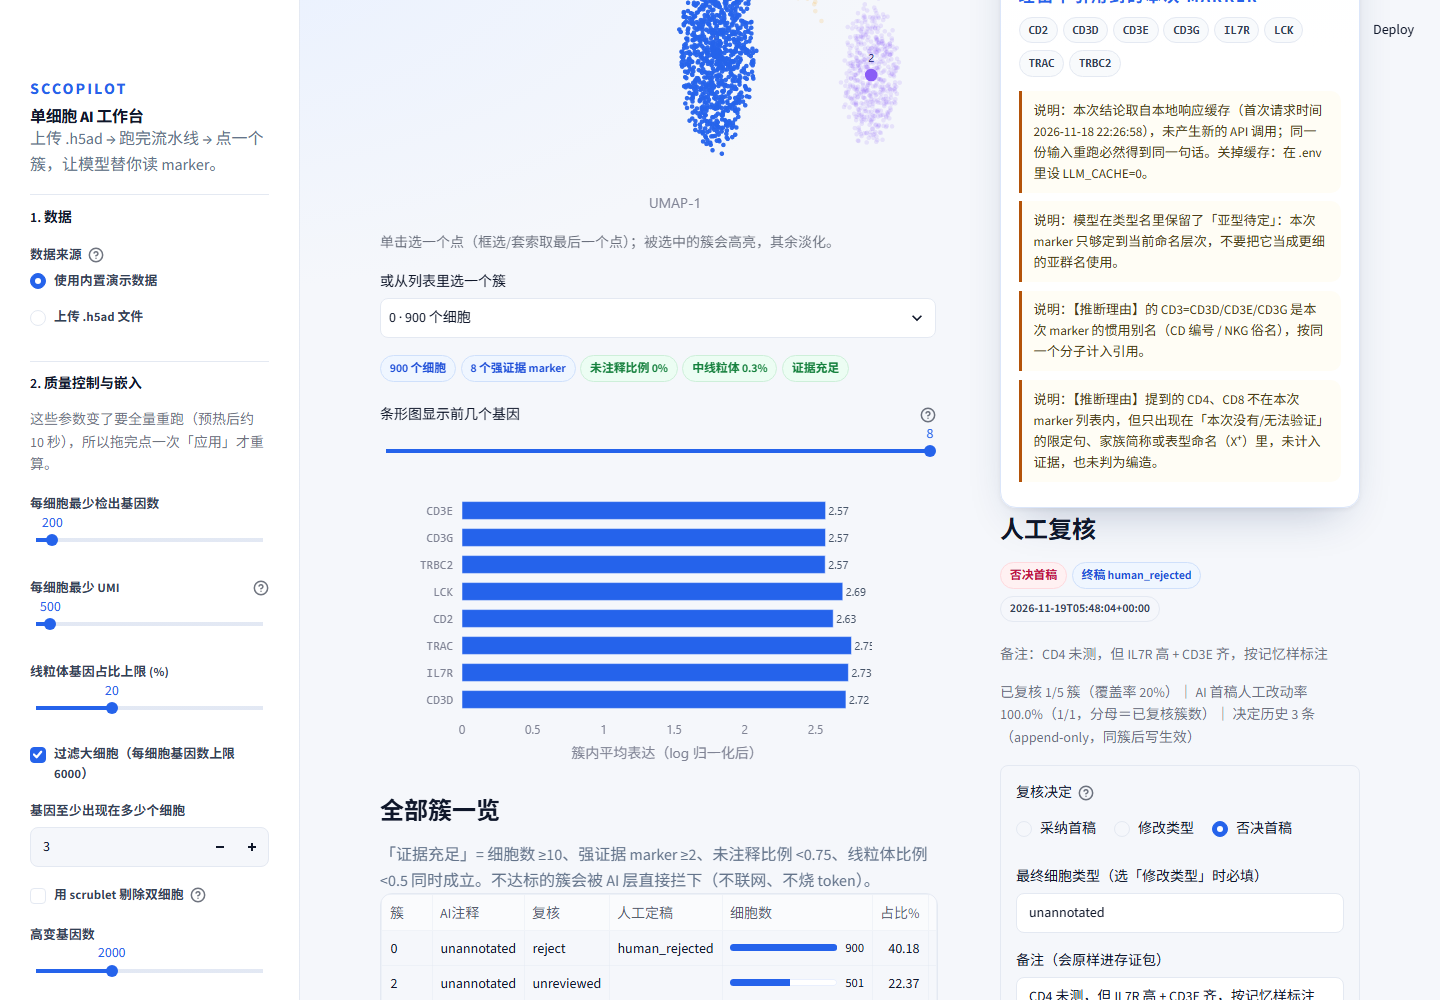 SCCOPILOT
单细胞 AI 工作台
上传 .h5ad → 跑完流水线 → 点一个
簇，让模型替你读 marker。
1. 数据
数据来源
使用内置演示数据
上传 .h5ad 文件
2. 质量控制与嵌入
这些参数变了要全量重跑（预热后约
10 秒），所以拖完点一次「应用」才重
算。
每细胞最少检出基因数
200
每细胞最少 UMI
500
线粒体基因占比上限 (%)
20
过滤大细胞（每细胞基因数上限
6000）
基因至少出现在多少个细胞
3
用 scrublet 剔除双细胞
高变基因数
2000
2
UMAP-1
单击选一个点（框选/套索取最后一个点）；被选中的簇会高亮，其余淡化。
或从列表里选一个簇
0 · 900 个细胞
900 个细胞
8 个强证据 marker
未注释比例 0%
中线粒体 0.3%
证据充足
条形图显示前几个基因
8
CD3E 2.57
CD3G 2.57
TRBC2 2.57
LCK 2.69
CD2 2.63
TRAC 2.75
IL7R 2.73
CD3D 2.72
0 0.5 1 1.5 2 2.5
簇内平均表达（log 归一化后）
全部簇一览
「证据充足」= 细胞数 ≥10、强证据 marker ≥2、未注释比例 <0.75、线粒体比例
<0.5 同时成立。不达标的簇会被 AI 层直接拦下（不联网、不烧 token）。
簇 AI注释 复核 人工定稿 细胞数 占比%
0 unannotated reject human_rejected 900 40.18
2 unannotated unreviewed 501 22.37
Deploy
CD2 CD3D CD3E CD3G IL7R LCK
TRAC TRBC2
说明：本次结论取自本地响应缓存（首次请求时间
2026-11-18 22:26:58），未产生新的 API 调用；同一
份输入重跑必然得到同一句话。关掉缓存：在 .env
里设 LLM_CACHE=0。
说明：模型在类型名里保留了「亚型待定」：本次
marker 只够定到当前命名层次，不要把它当成更细
的亚群名使用。
说明：【推断理由】的 CD3=CD3D/CD3E/CD3G 是本
次 marker 的惯用别名（CD 编号 / NKG 俗名），按同
一个分子计入引用。
说明：【推断理由】提到的 CD4、CD8 不在本次
marker 列表内，但只出现在「本次没有/无法验证」
的限定句、家族简称或表型命名（X⁺）里，未计入
证据，也未判为编造。
人工复核
否决首稿
终稿 human_rejected
2026-11-19T05:48:04+00:00
备注：CD4 未测，但 IL7R 高 + CD3E 齐，按记忆样标注
已复核 1/5 簇（覆盖率 20%）｜ AI 首稿人工改动率
100.0%（1/1，分母＝已复核簇数）｜ 决定历史 3 条
（append-only，同簇后写生效）
复核决定
采纳首稿 修改类型 否决首稿
最终细胞类型（选「修改类型」时必填）
unannotated
备注（会原样进存证包）
CD4 未测，但 IL7R 高 + CD3E 齐，按记忆样标注